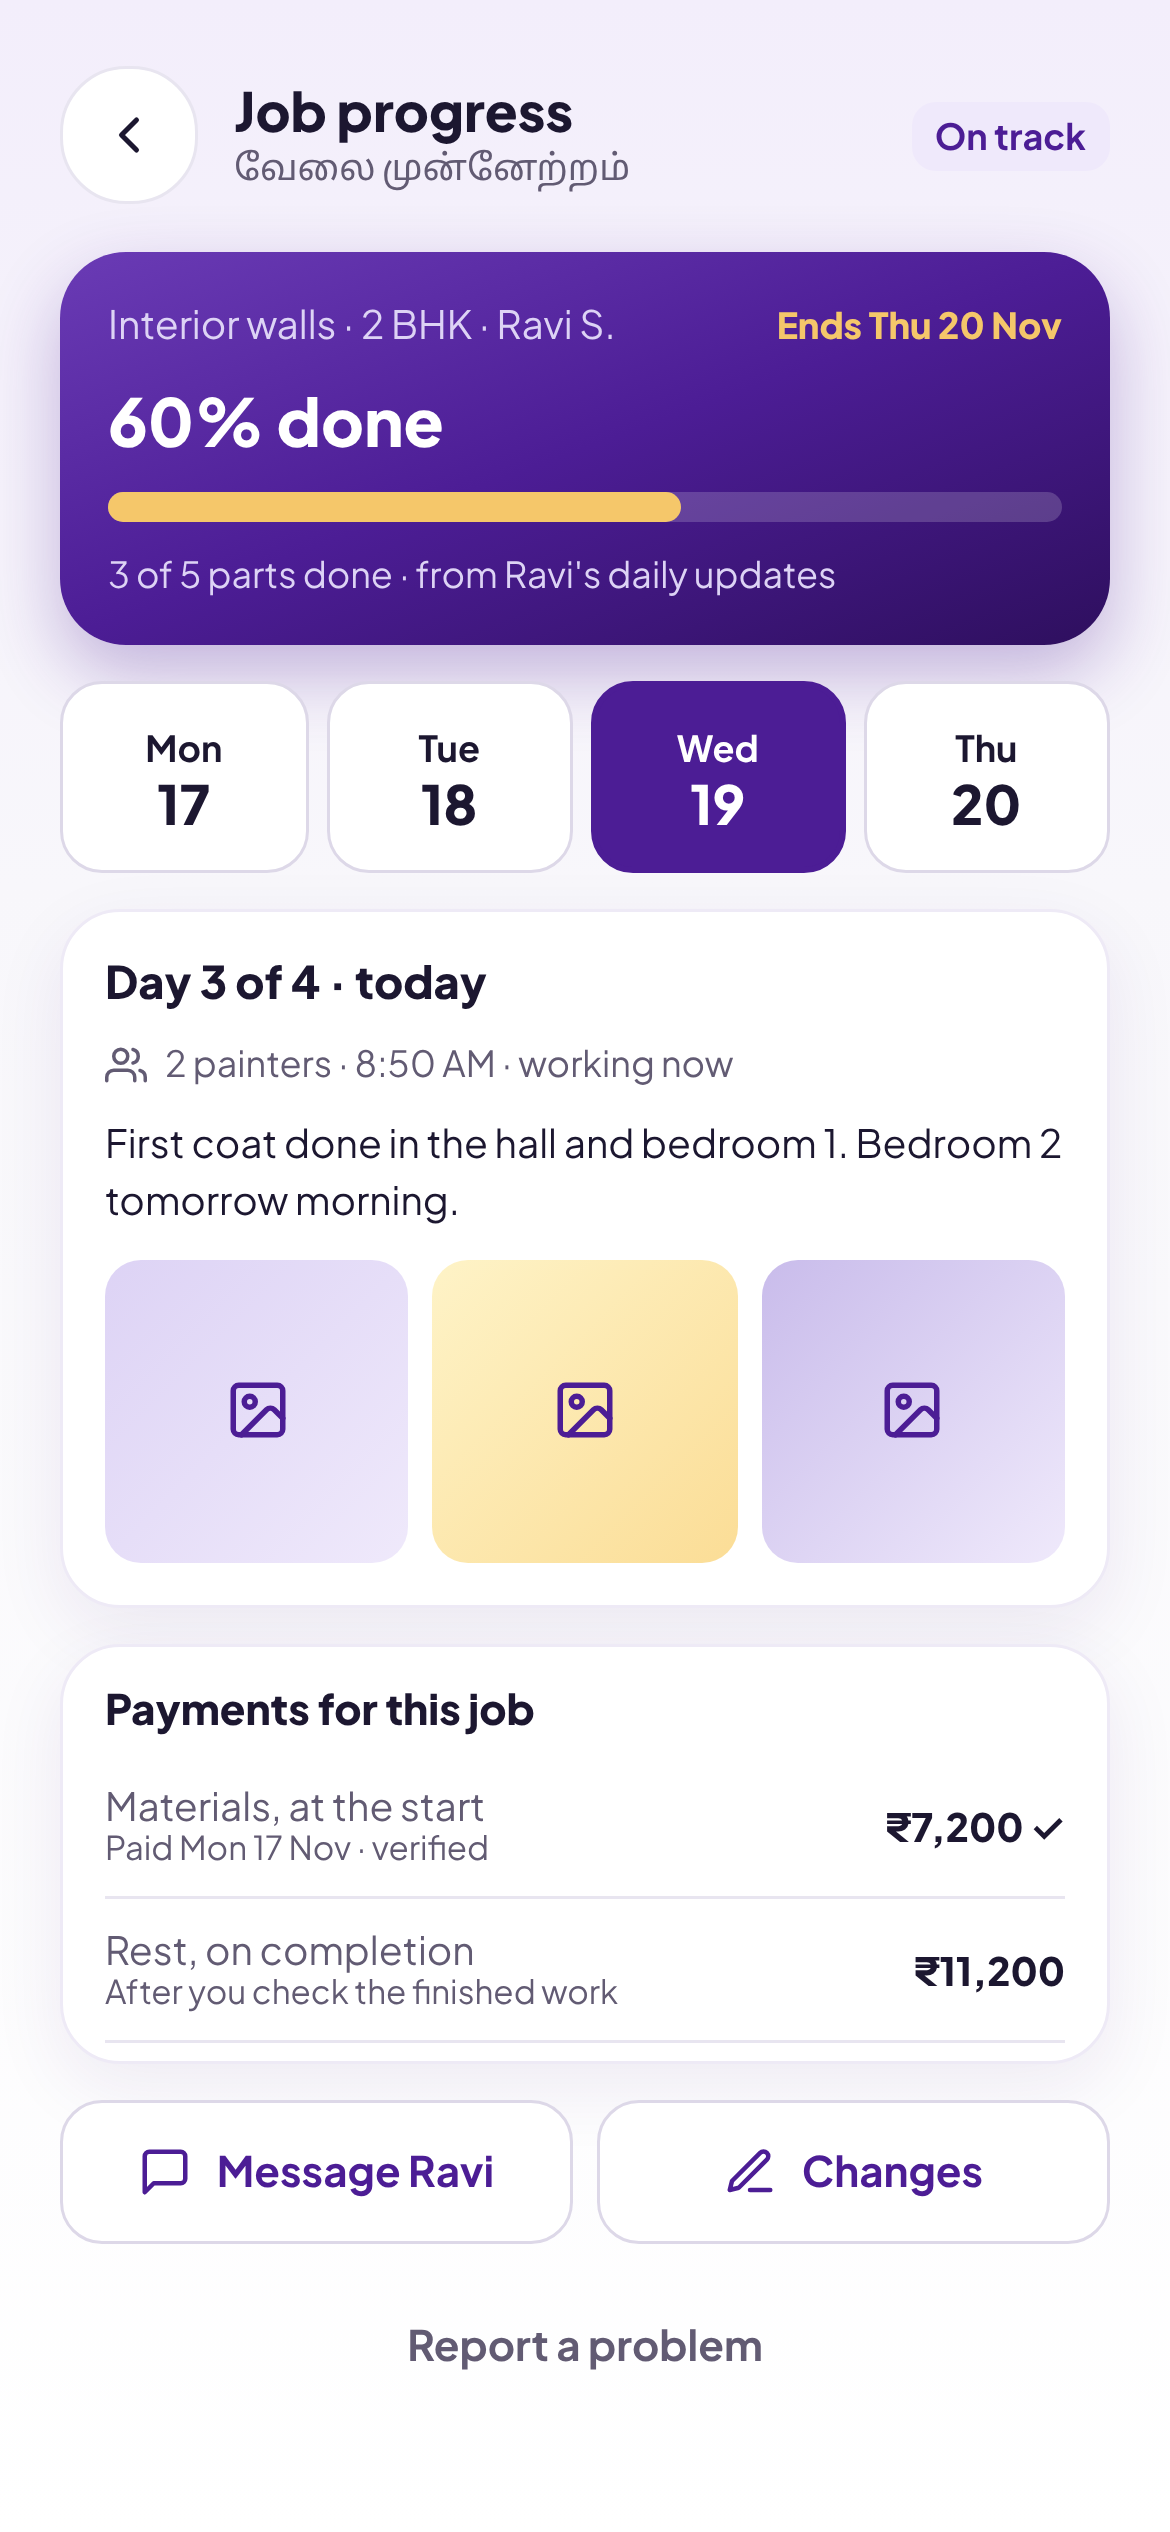 Job progress
வேலை முன்னேற்றம்
On track
Interior walls · 2 BHK · Ravi S.
Ends Thu 20 Nov
60% done
3 of 5 parts done · from Ravi's daily updates
Mon
17
Tue
18
Wed
19
Thu
20
Day 3 of 4 · today
2 painters · 8:50 AM · working now
First coat done in the hall and bedroom 1. Bedroom 2
tomorrow morning.
Payments for this job
Materials, at the start
Paid Mon 17 Nov · verified
₹7,200 ✓
Rest, on completion
After you check the finished work
₹11,200
Message Ravi
Changes
Report a problem